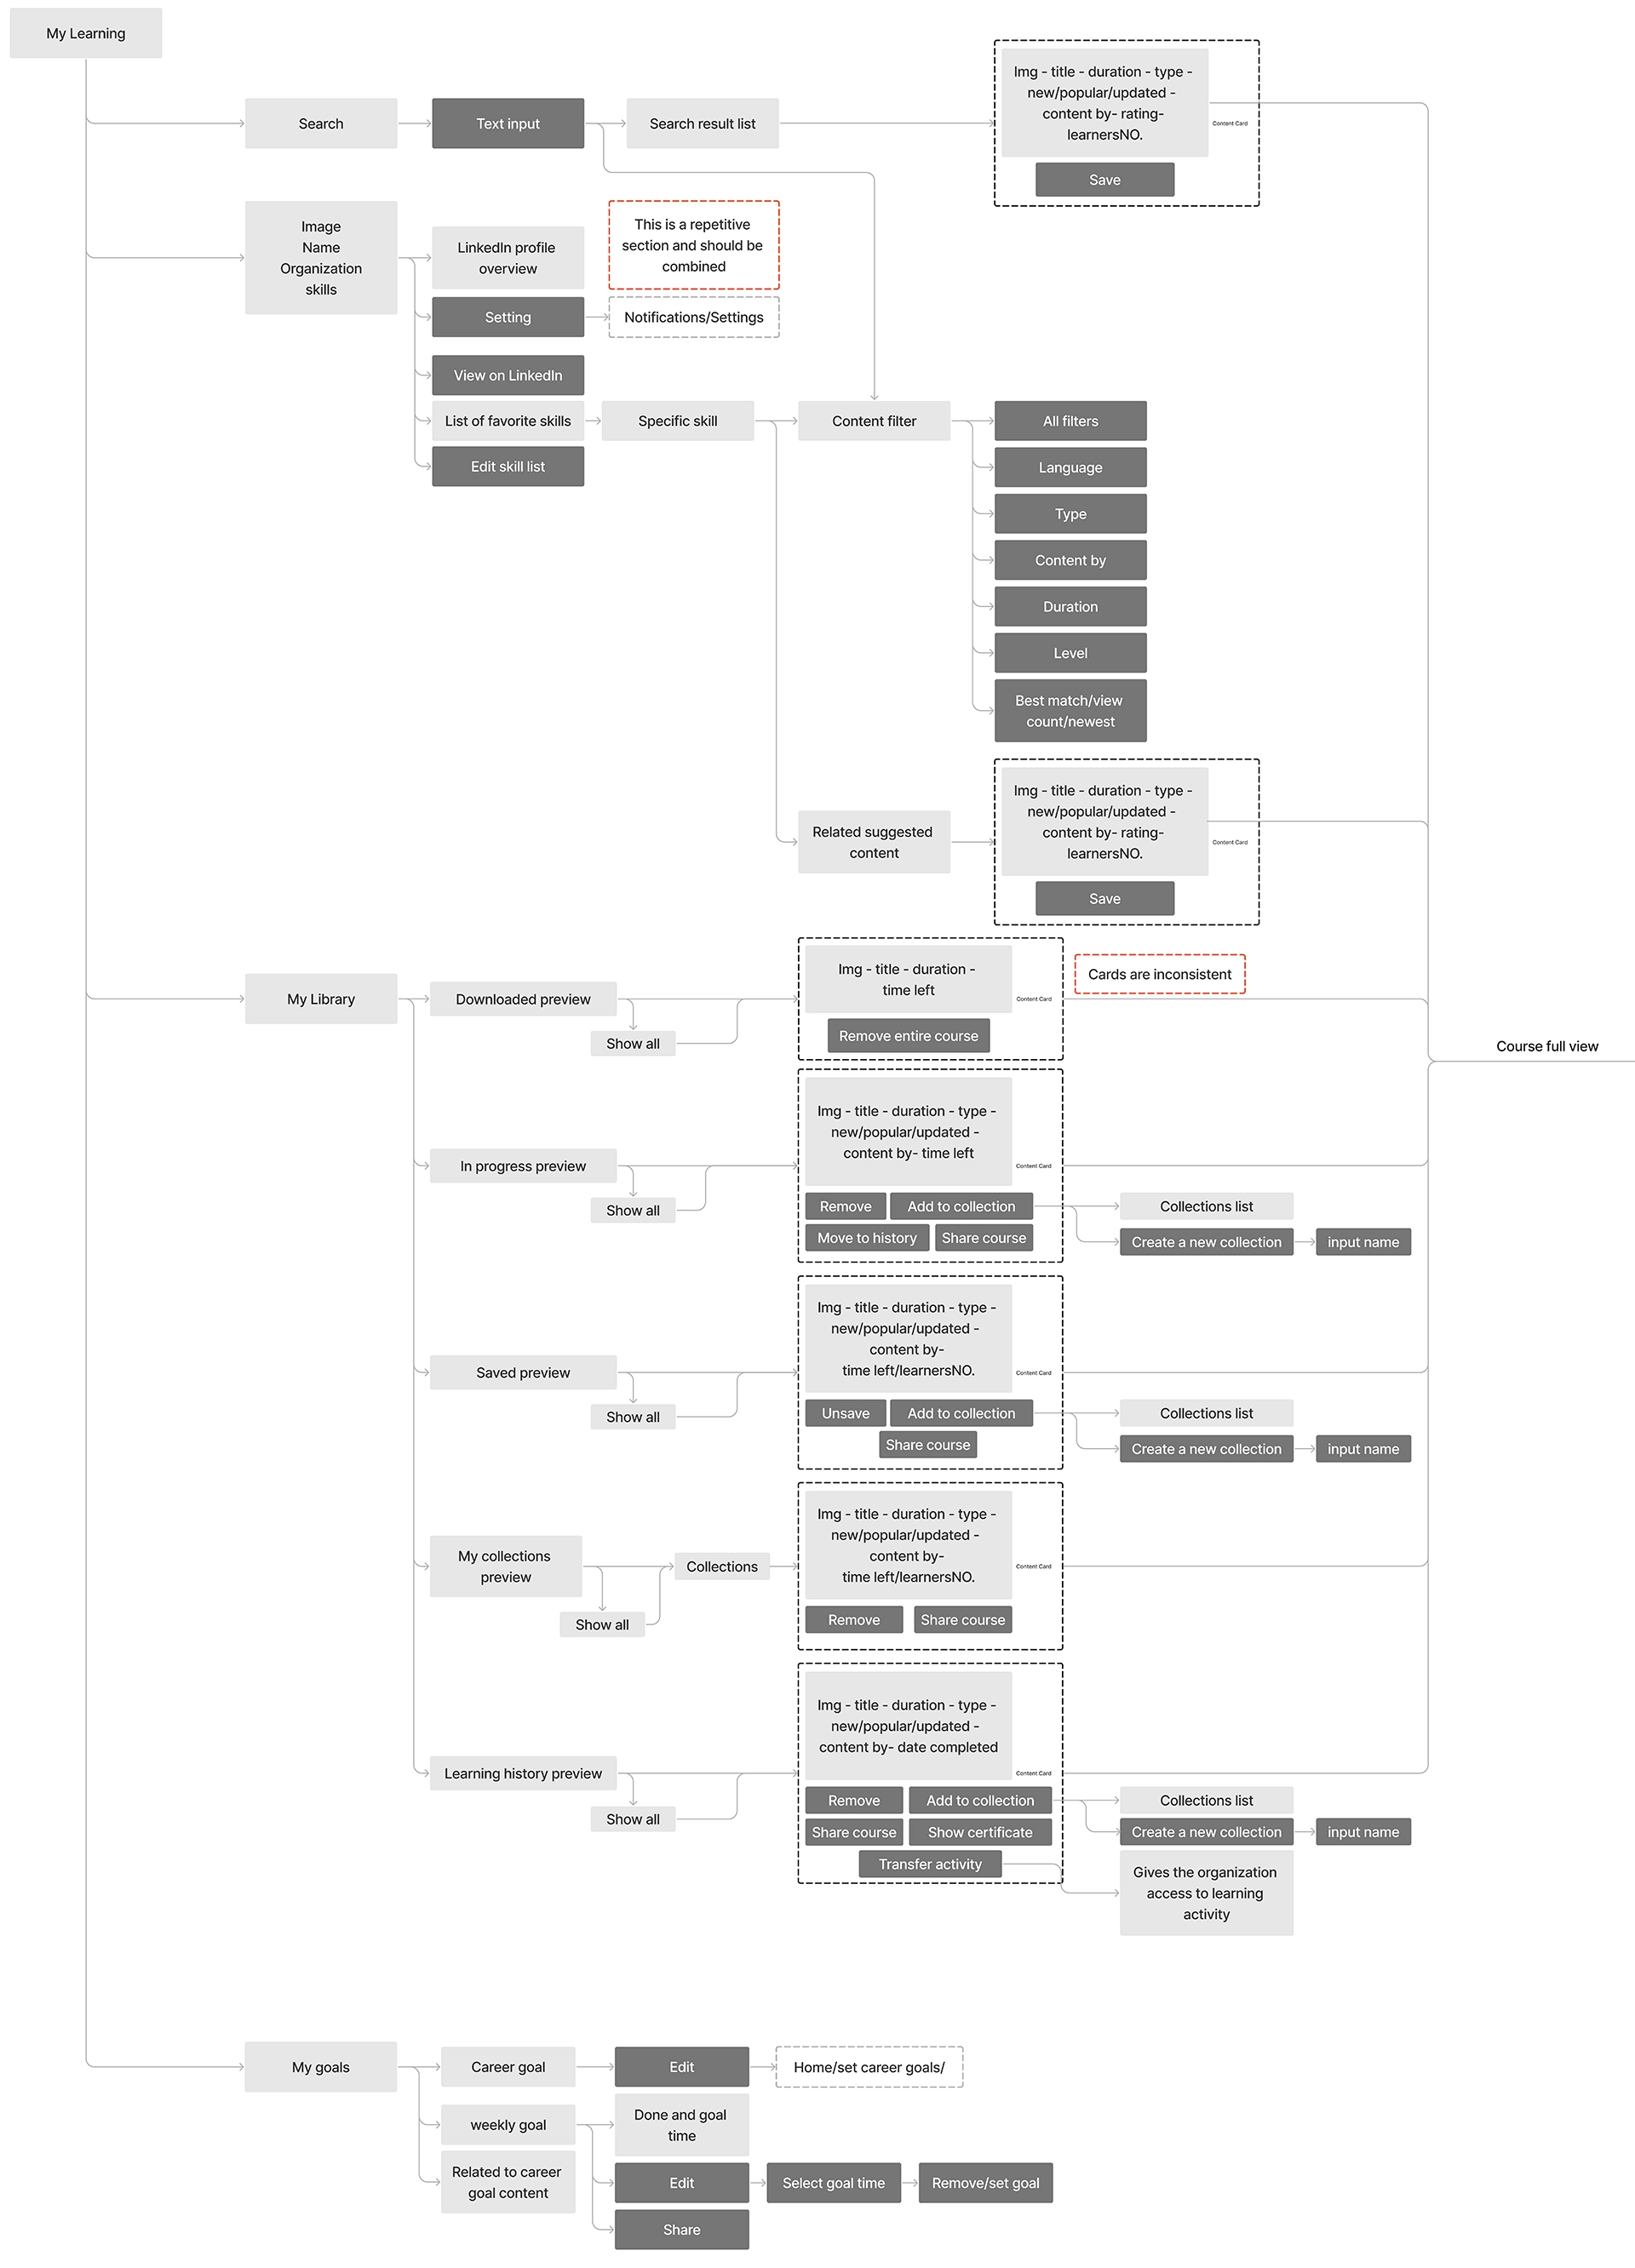 My Learning
Search
Text input
Search result list
Img - title - duration - type -
new/popular/updated -
content by- rating-
learnersNO.
Content Card
Save
Image
Name
Organization
skills
LinkedIn profile
overview
This is a repetitive
section and should be
combined
Setting
Notifications/Settings
View on LinkedIn
List of favorite skills
Specific skill
Content filter
All filters
Edit skill list
Language
Type
Content by
Duration
Level
Best match/view
count/newest
Related suggested
content
Img - title - duration - type -
new/popular/updated -
content by- rating-
learnersNO.
Content Card
Save
My Library
Downloaded preview
Show all
Img - title - duration -
time left
Content Card
Remove entire course
Cards are inconsistent
Course full view
In progress preview
Show all
Img - title - duration - type -
new/popular/updated -
content by- time left
Content Card
Remove
Add to collection
Move to history
Share course
Collections list
Create a new collection
input name
Saved preview
Show all
Img - title - duration - type -
new/popular/updated -
content by-
time left/learnersNO.
Content Card
Unsave
Add to collection
Share course
Collections list
Create a new collection
input name
My collections
preview
Show all
Collections
Img - title - duration - type -
new/popular/updated -
content by-
time left/learnersNO.
Content Card
Remove
Share course
Learning history preview
Show all
Img - title - duration - type -
new/popular/updated -
content by- date completed
Content Card
Remove
Add to collection
Share course
Show certificate
Transfer activity
Collections list
Create a new collection
input name
Gives the organization
access to learning
activity
My goals
Career goal
Edit
Home/set career goals/
weekly goal
Done and goal
time
Related to career
goal content
Edit
Select goal time
Remove/set goal
Share